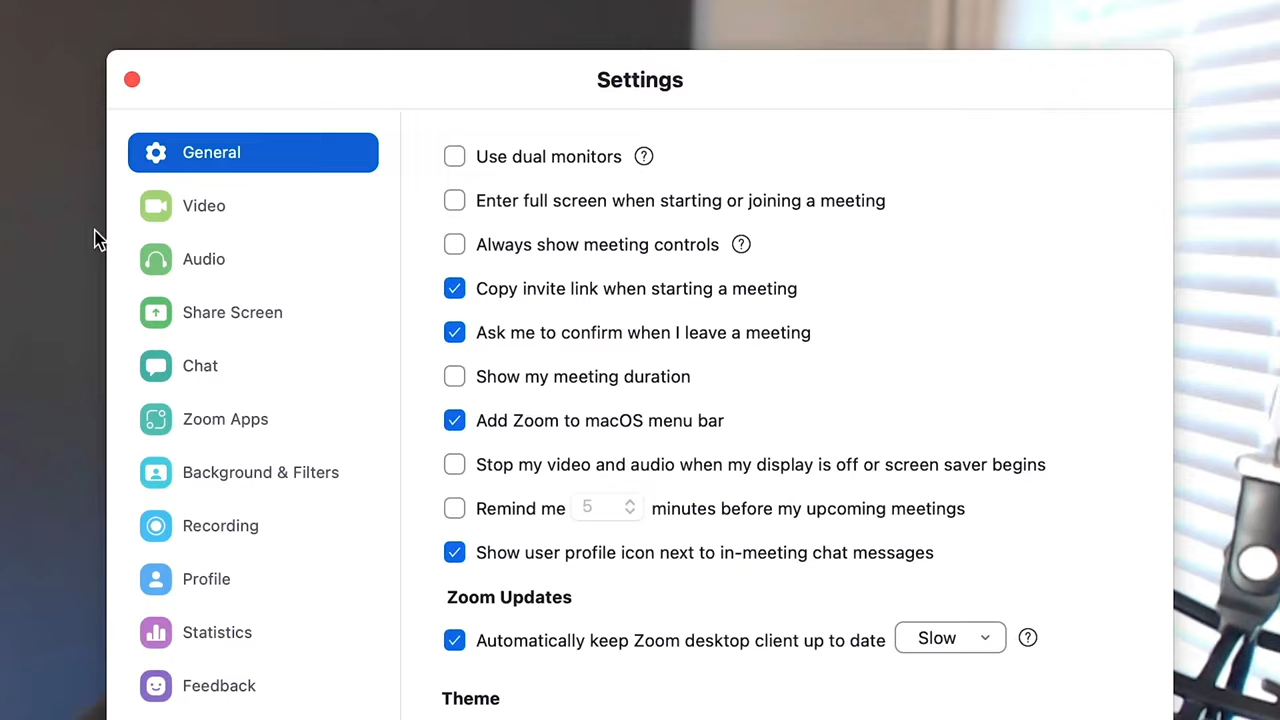 Settings
General
Video
Audio
Share Screen
Chat
Zoom Apps
Background & Filters
Recording
Profile
Statistics
Feedback
Use dual monitors ?
Enter full screen when starting or joining a meeting
Always show meeting controls ?
Copy invite link when starting a meeting
Ask me to confirm when I leave a meeting
Show my meeting duration
Add Zoom to macOS menu bar
Stop my video and audio when my display is off or screen saver begins
Remind me 5 minutes before my upcoming meetings
Show user profile icon next to in-meeting chat messages
Zoom Updates
Automatically keep Zoom desktop client up to date Slow ?
Theme